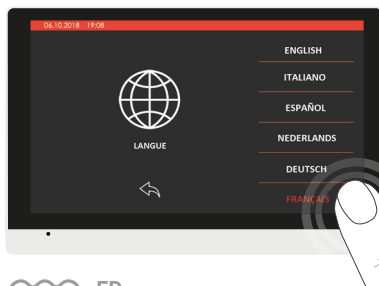 06.10.2018 19:08
ENGLISH
ITALIANO
ESPAÑOL
NEDERLANDS
DEUTSCH
FRANÇAIS
LANGUE
FR